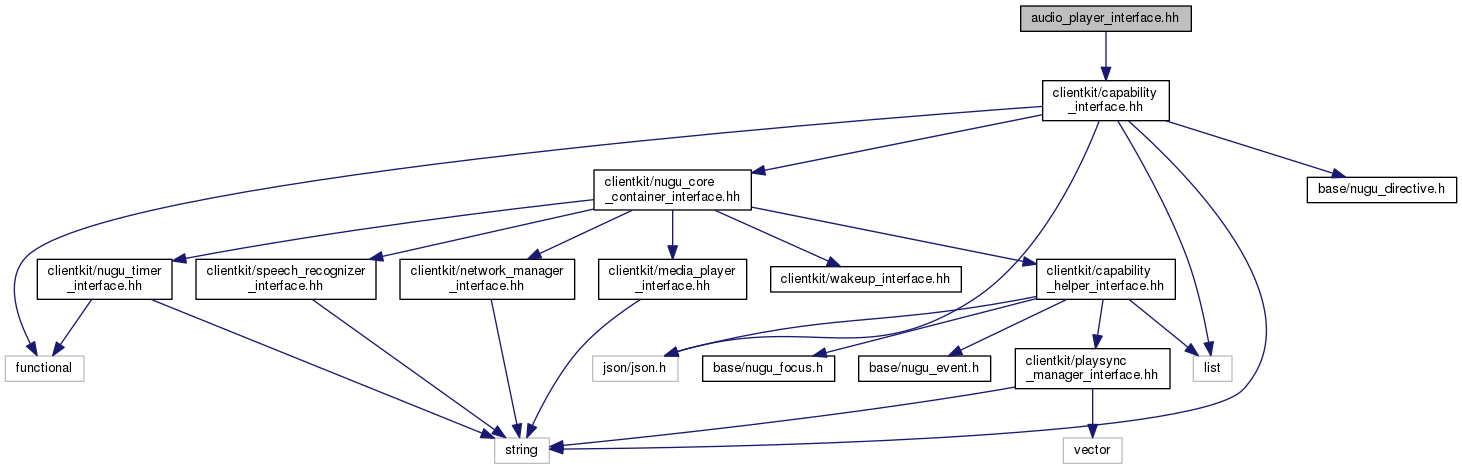 audio_player_interface.hh
clientkit/capability
_interface.hh
clientkit/nugu_core
_container_interface.hh
base/nugu_directive.h
clientkit/nugu_timer
_interface.hh
clientkit/speech_recognizer
_interface.hh
clientkit/network_manager
_interface.hh
clientkit/media_player
_interface.hh
clientkit/wakeup_interface.hh
clientkit/capability
_helper_interface.hh
functional
json/json.h
base/nugu_focus.h
base/nugu_event.h
clientkit/playsync
_manager_interface.hh
list
string
vector